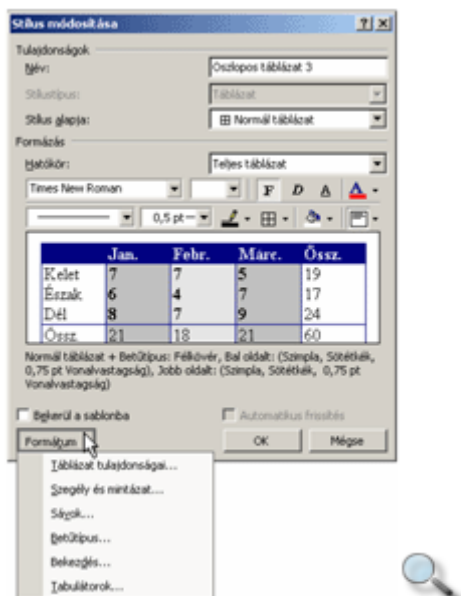 Stílus módosítása
Tulajdonságok
Név: Oszlopos táblázat 3
Stílustípus: Táblázat
Stílus alapja: Normál táblázat
Formázás
Hatókör: Teljes táblázat
Times New Roman F D A A
0,5 pt
Jan. Febr. Márc. Össz.
Kelet 7 7 5 19
Észak 6 4 7 17
Dél 8 7 9 24
Össz. 21 18 21 60
Normál táblázat + Betűtípus: Félkövér, Bal oldalt: (Szimpla, Sötétkék,
0,75 pt Vonalvastagság), Jobb oldalt: (Szimpla, Sötétkék, 0,75 pt
Vonalvastagság)
Bekerül a sablonba Automatikus frissítés
Formátum OK Mégse
Táblázat tulajdonságai...
Szegély és mintázat...
Sávok...
Betűtípus...
Bekezdés...
Tabulátorok...